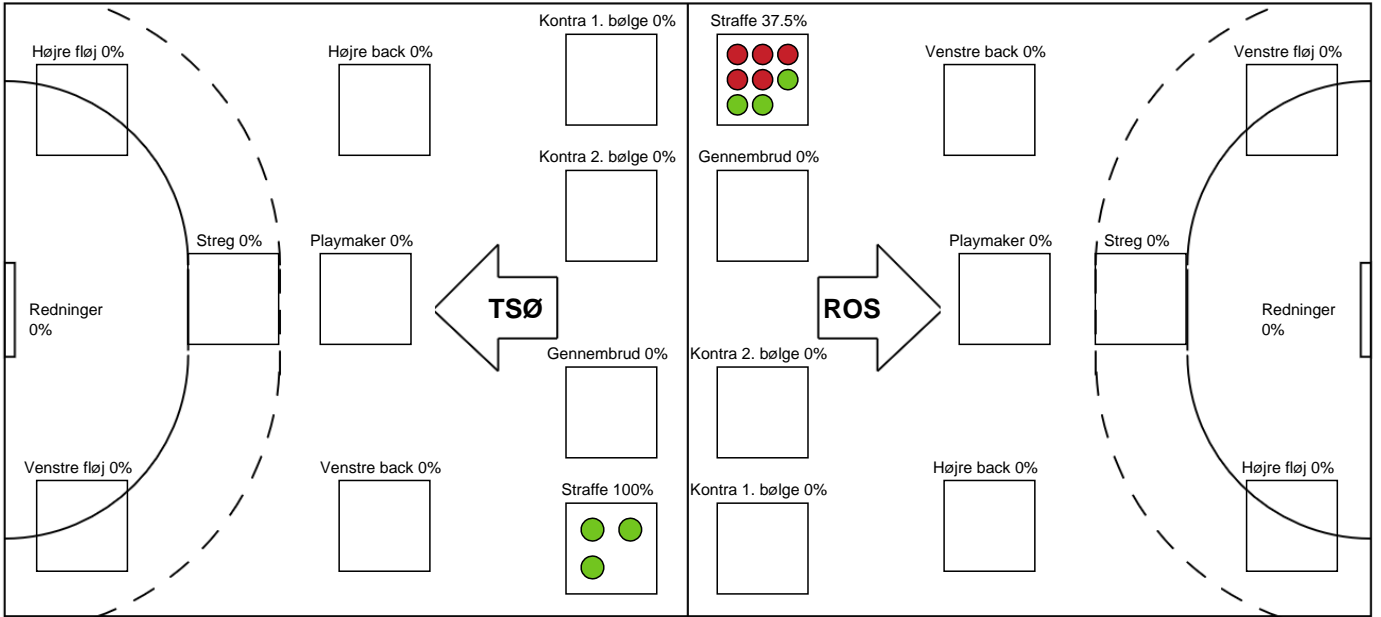 Kontra 1. bølge 0%
Straffe 37.5%
Højre fløj 0%
Højre back 0%
Venstre back 0%
Venstre fløj 0%
Kontra 2. bølge 0%
Gennembrud 0%
Streg 0%
Playmaker 0%
Playmaker 0%
Streg 0%
Redninger
0%
TSØ
ROS
Redninger
0%
Gennembrud 0%
Kontra 2. bølge 0%
Venstre fløj 0%
Venstre back 0%
Højre back 0%
Højre fløj 0%
Straffe 100%
Kontra 1. bølge 0%